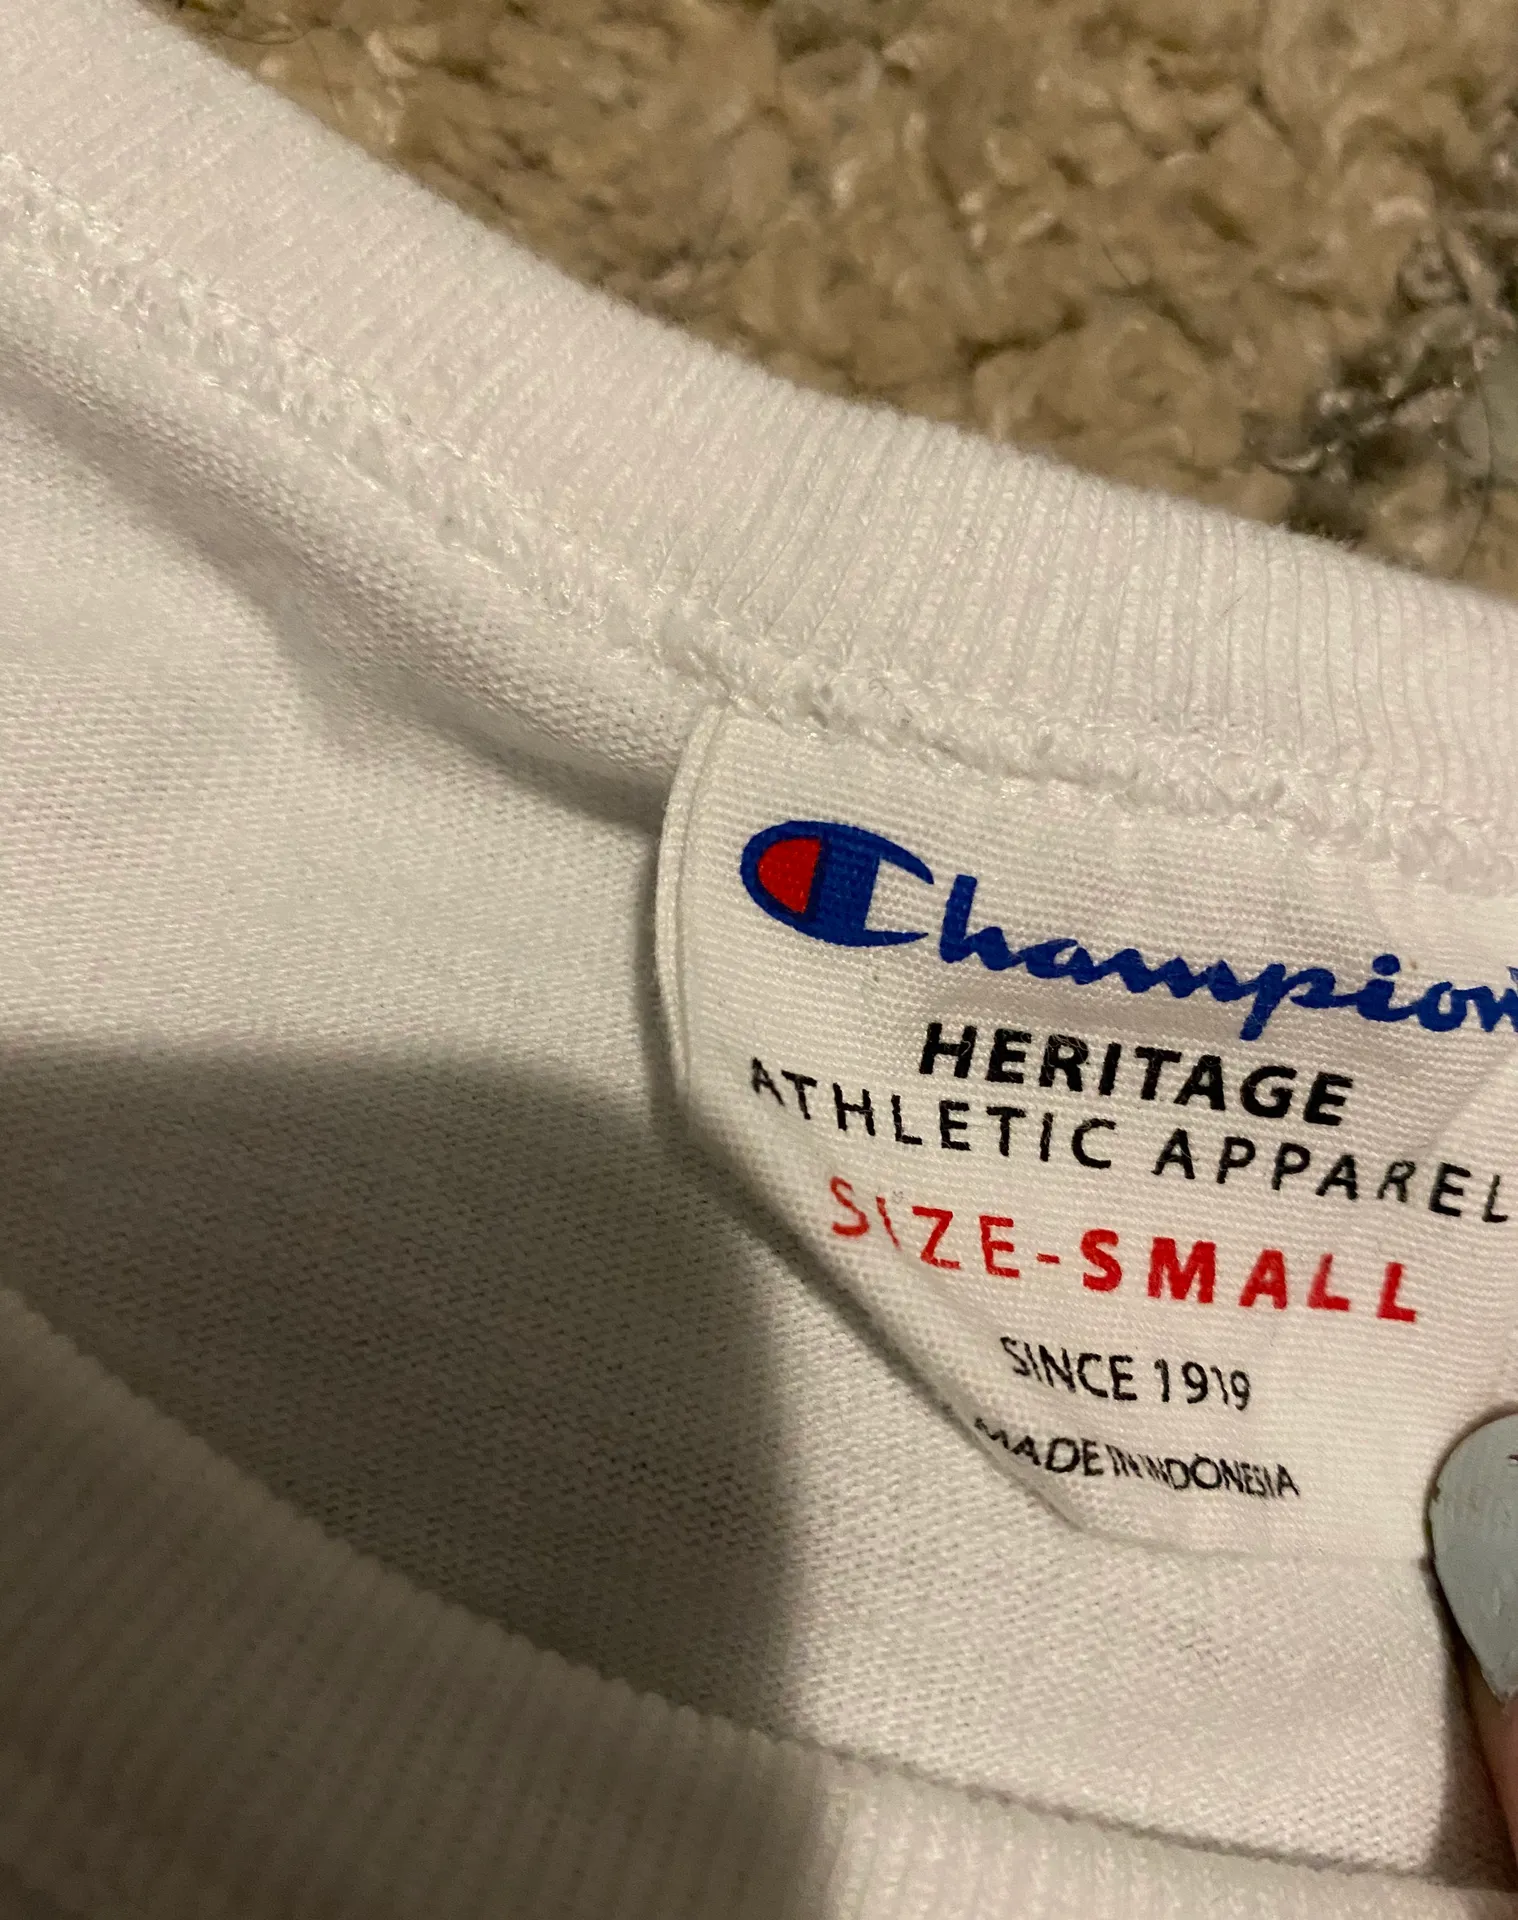 Champion
HERITAGE
ATHLETIC APPAREL
SIZE-SMALL
SINCE 1919
MADE IN INDONESIA